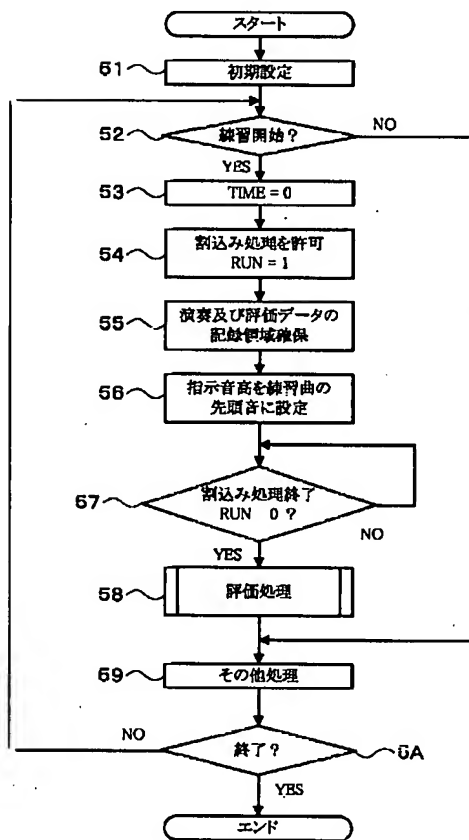 スタート
51
初期設定
52
練習開始?
NO
YES
53
TIME = 0
54
割込み処理を許可
RUN = 1
55
演奏及び評価データの
記録領域確保
56
指示音高を練習曲の
先頭音に設定
57
割込み処理終了
RUN 0 ?
NO
YES
58
評価処理
59
その他処理
NO
終了?
5A
YES
エンド